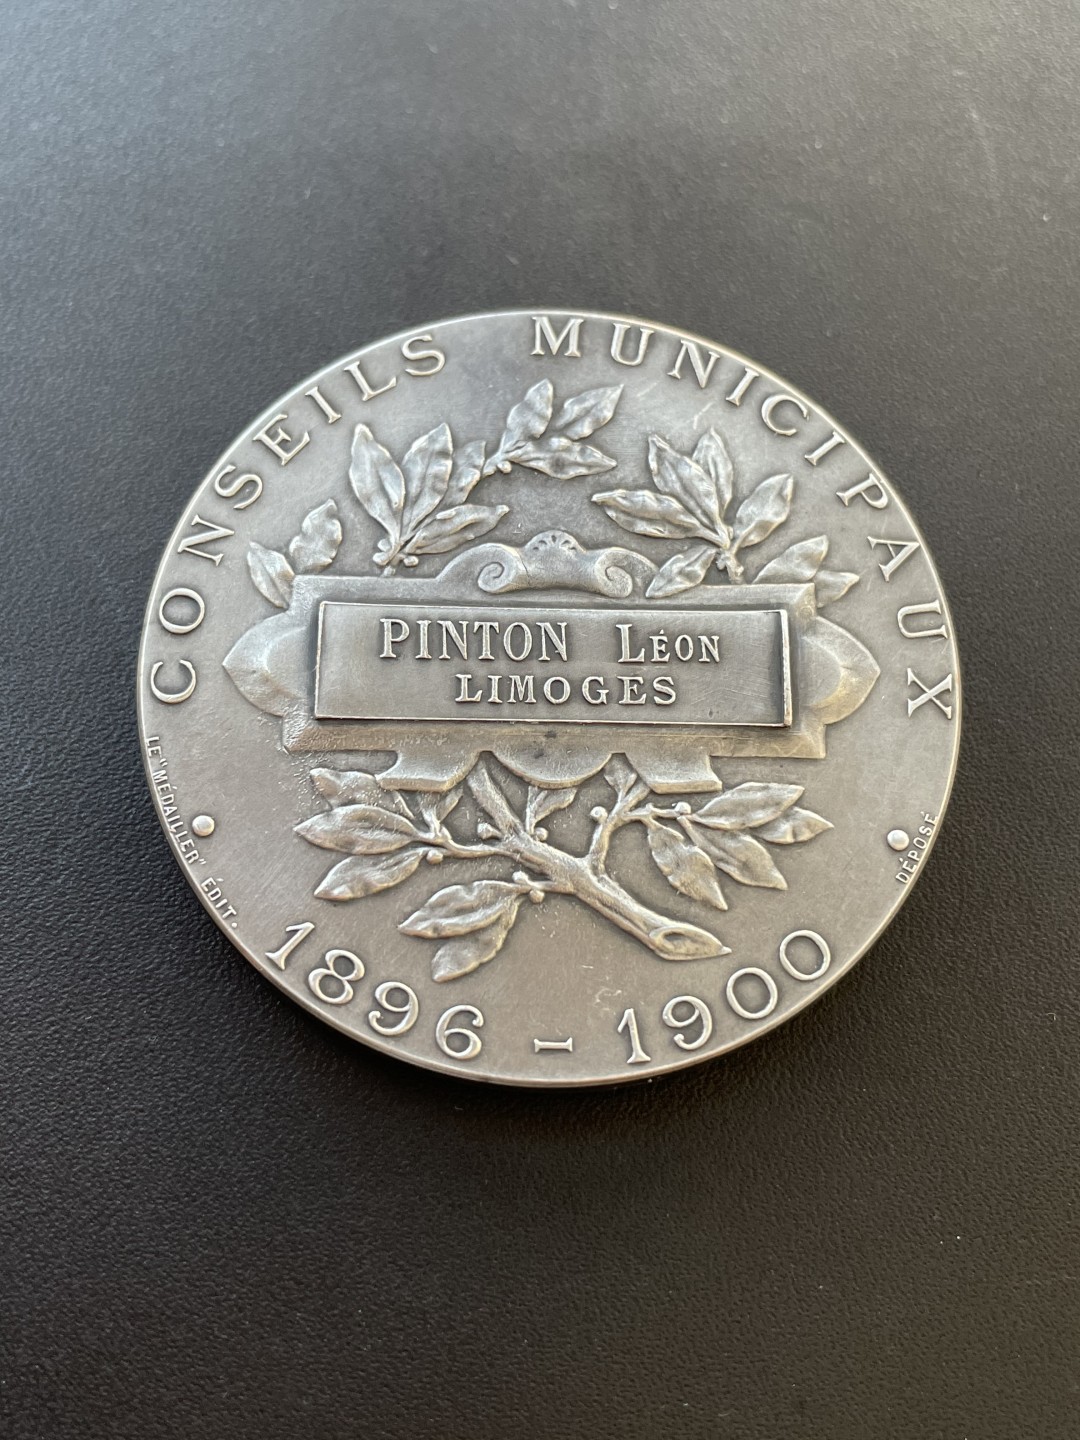 CONSEILS MUNICIPAUX
PINTON LÉON
LIMOGES
LE "MÉDAILLER" ÉDIT.
DÉPOSÉ
1896 - 1900